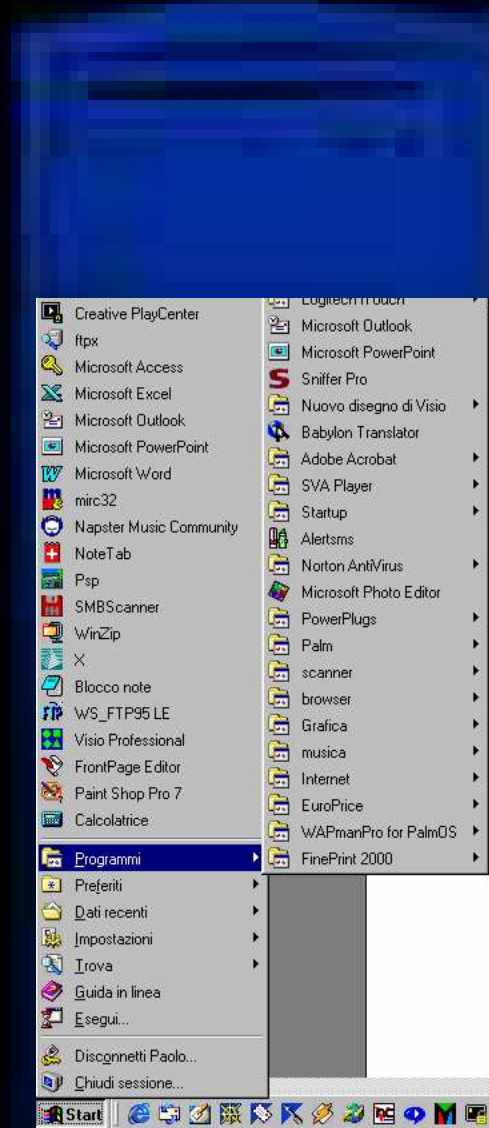 Creative PlayCenter
ftpx
Microsoft Access
Microsoft Excel
Microsoft Outlook
Microsoft PowerPoint
Microsoft Word
mirc32
Napster Music Community
NoteTab
Psp
SMBScanner
WinZip
X
Blocco note
WS_FTP95 LE
Visio Professional
FrontPage Editor
Paint Shop Pro 7
Calcolatrice
Programmi
Preferiti
Dati recenti
Impostazioni
Trova
Guida in linea
Esegui...
Disconnetti Paolo...
Chiudi sessione...
Start
Logitech iTouch
Microsoft Outlook
Microsoft PowerPoint
Sniffer Pro
Nuovo disegno di Visio
Babylon Translator
Adobe Acrobat
SVA Player
Startup
Alertsms
Norton AntiVirus
Microsoft Photo Editor
PowerPlugs
Palm
scanner
browser
Grafica
musica
Internet
EuroPrice
WAPmanPro for PalmOS
FinePrint 2000